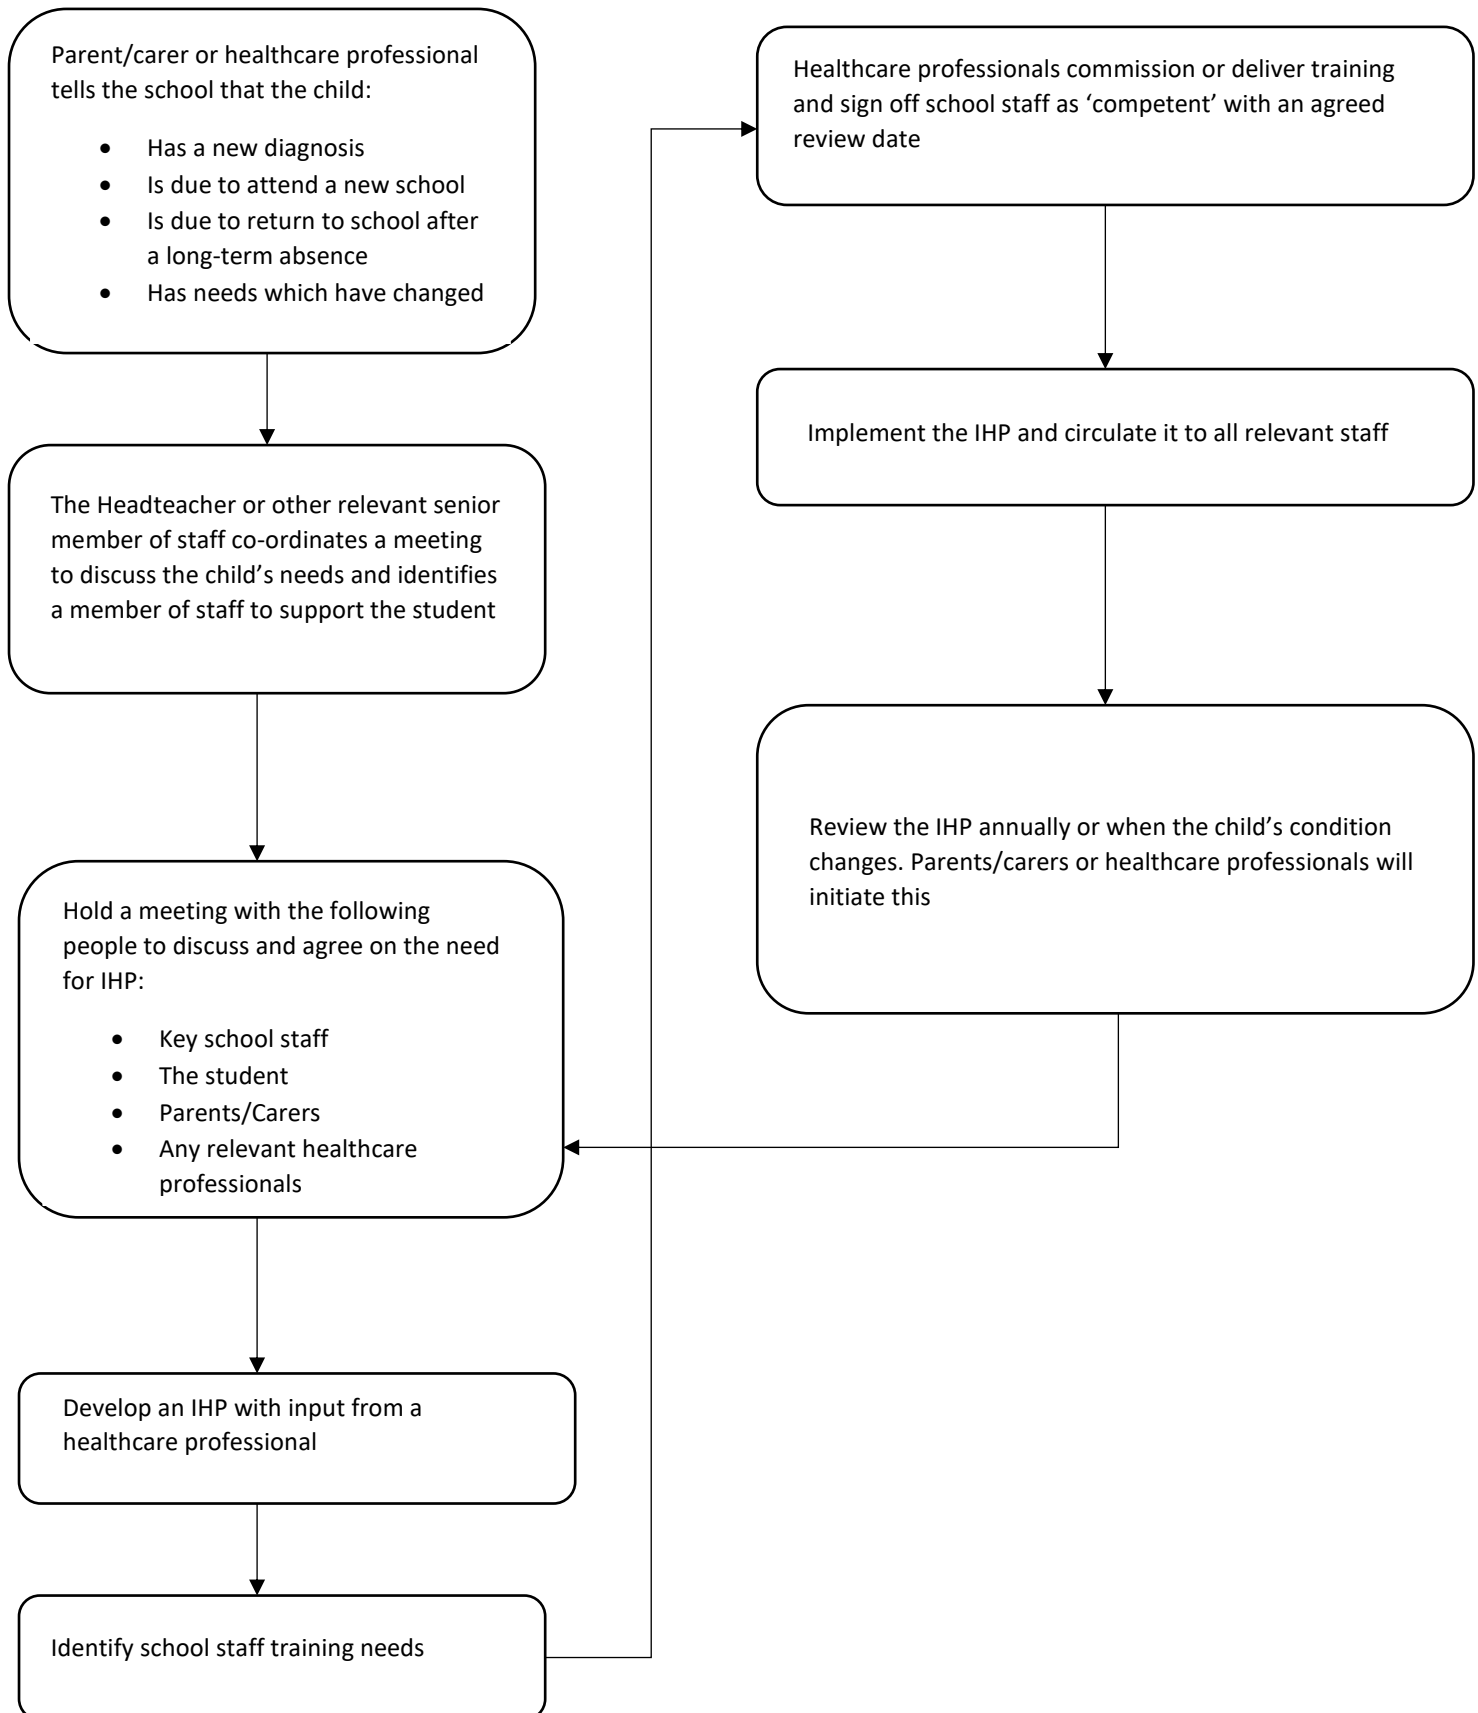 Parent/carer or healthcare professional
tells the school that the child:
• Has a new diagnosis
• Is due to attend a new school
• Is due to return to school after
a long-term absence
• Has needs which have changed
The Headteacher or other relevant senior
member of staff co-ordinates a meeting
to discuss the child’s needs and identifies
a member of staff to support the student
Hold a meeting with the following
people to discuss and agree on the need
for IHP:
• Key school staff
• The student
• Parents/Carers
• Any relevant healthcare
professionals
Develop an IHP with input from a
healthcare professional
Identify school staff training needs
Healthcare professionals commission or deliver training
and sign off school staff as ‘competent’ with an agreed
review date
Implement the IHP and circulate it to all relevant staff
Review the IHP annually or when the child’s condition
changes. Parents/carers or healthcare professionals will
initiate this